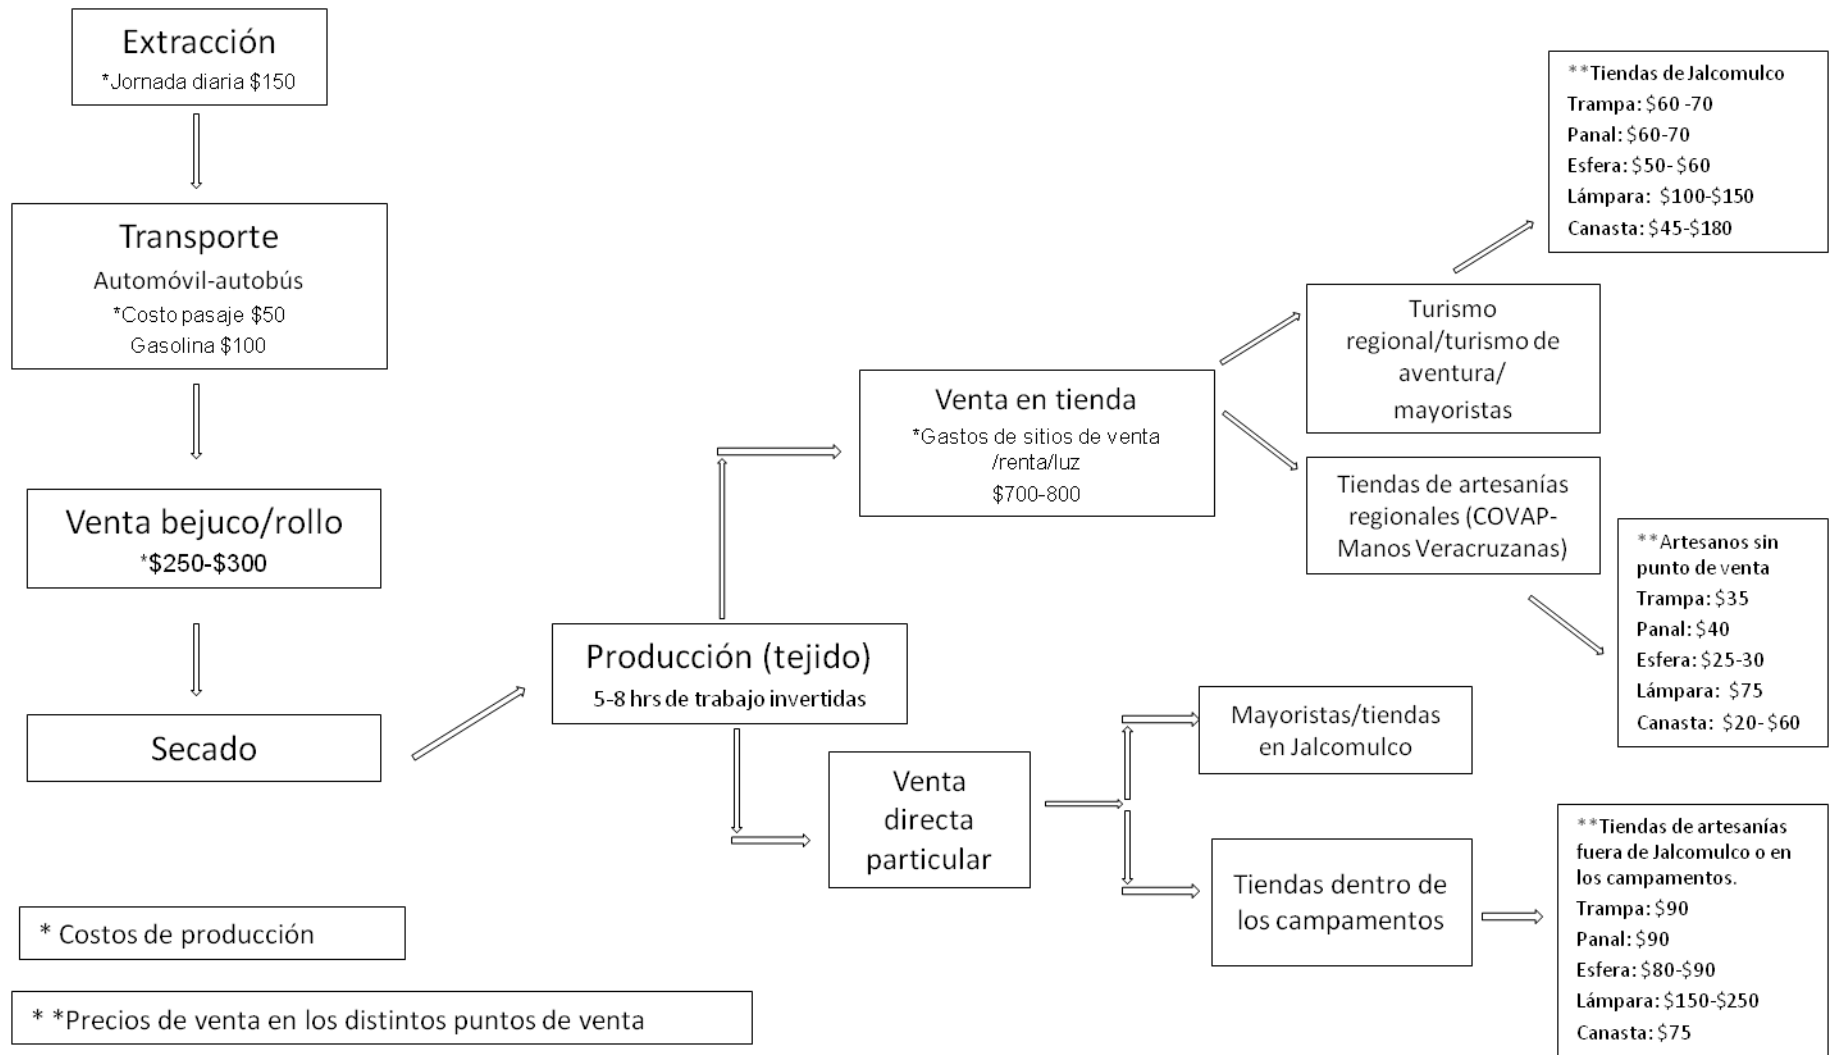 Extracción
*Jornada diaria $150
Transporte
Automóvil-autobús
*Costo pasaje $50
Gasolina $100
Venta bejuco/rollo
*$250-$300
Secado
Producción (tejido)
5-8 hrs de trabajo invertidas
Venta en tienda
*Gastos de sitios de venta
/renta/luz
$700-800
Turismo
regional/turismo de
aventura/
mayoristas
**Tiendas de Jalcomulco
Trampa: $60 -70
Panal: $60-70
Esfera: $50-$60
Lámpara:  $100-$150
Canasta: $45-$180
Tiendas de artesanías
regionales (COVAP-
Manos Veracruzanas)
**Artesanos sin
punto de venta
Trampa: $35
Panal: $40
Esfera: $25-30
Lámpara:  $75
Canasta:  $20-$60
Venta
directa
particular
Mayoristas/tiendas
en Jalcomulco
Tiendas dentro de
los campamentos
**Tiendas de artesanías
fuera de Jalcomulco o en
los campamentos.
Trampa: $90
Panal: $90
Esfera: $80-$90
Lámpara: $150-$250
Canasta: $75
* Costos de producción
* *Precios de venta en los distintos puntos de venta